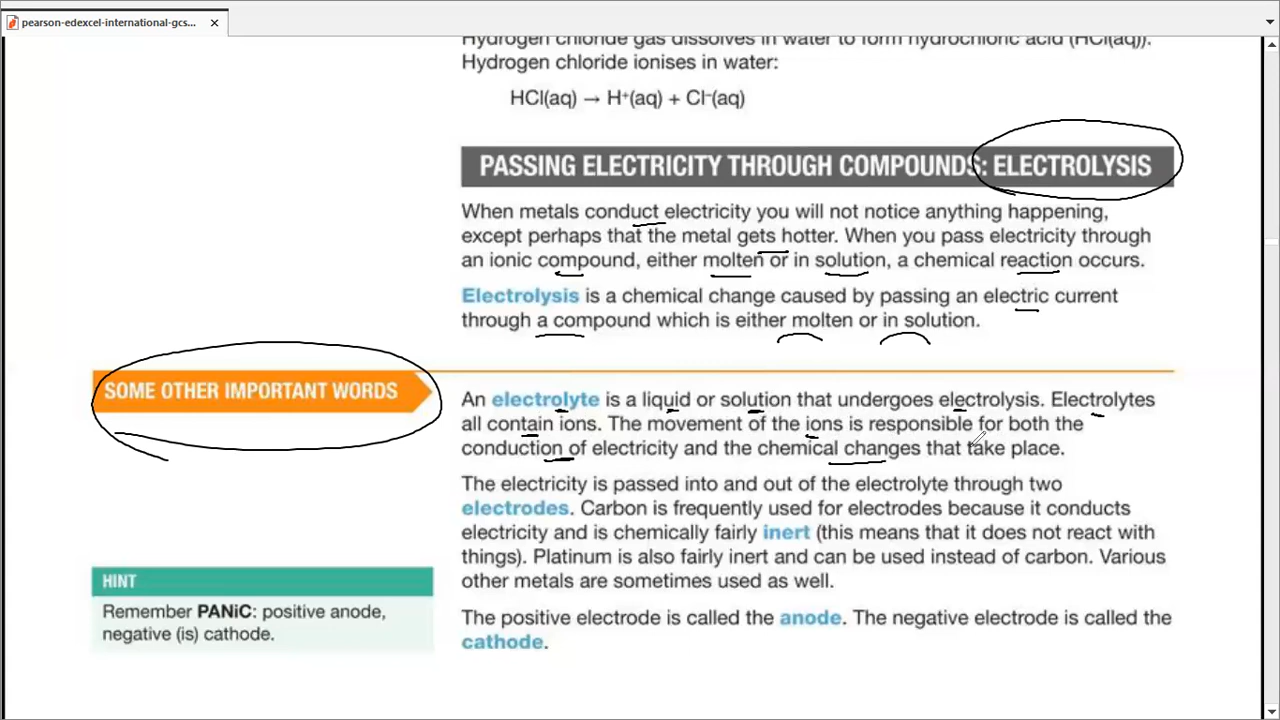 pearson-edexcel-international-gcs...
Hydrogen chloride gas dissolves in water to form hydrochloric acid (HCl(aq)).
Hydrogen chloride ionises in water:
HCl(aq) → H⁺(aq) + Cl⁻(aq)
PASSING ELECTRICITY THROUGH COMPOUNDS: ELECTROLYSIS
When metals conduct electricity you will not notice anything happening,
except perhaps that the metal gets hotter. When you pass electricity through
an ionic compound, either molten or in solution, a chemical reaction occurs.
Electrolysis is a chemical change caused by passing an electric current
through a compound which is either molten or in solution.
SOME OTHER IMPORTANT WORDS
An electrolyte is a liquid or solution that undergoes electrolysis. Electrolytes
all contain ions. The movement of the ions is responsible for both the
conduction of electricity and the chemical changes that take place.
The electricity is passed into and out of the electrolyte through two
electrodes. Carbon is frequently used for electrodes because it conducts
electricity and is chemically fairly inert (this means that it does not react with
things). Platinum is also fairly inert and can be used instead of carbon. Various
other metals are sometimes used as well.
HINT
Remember PANiC: positive anode,
negative (is) cathode.
The positive electrode is called the anode. The negative electrode is called the
cathode.